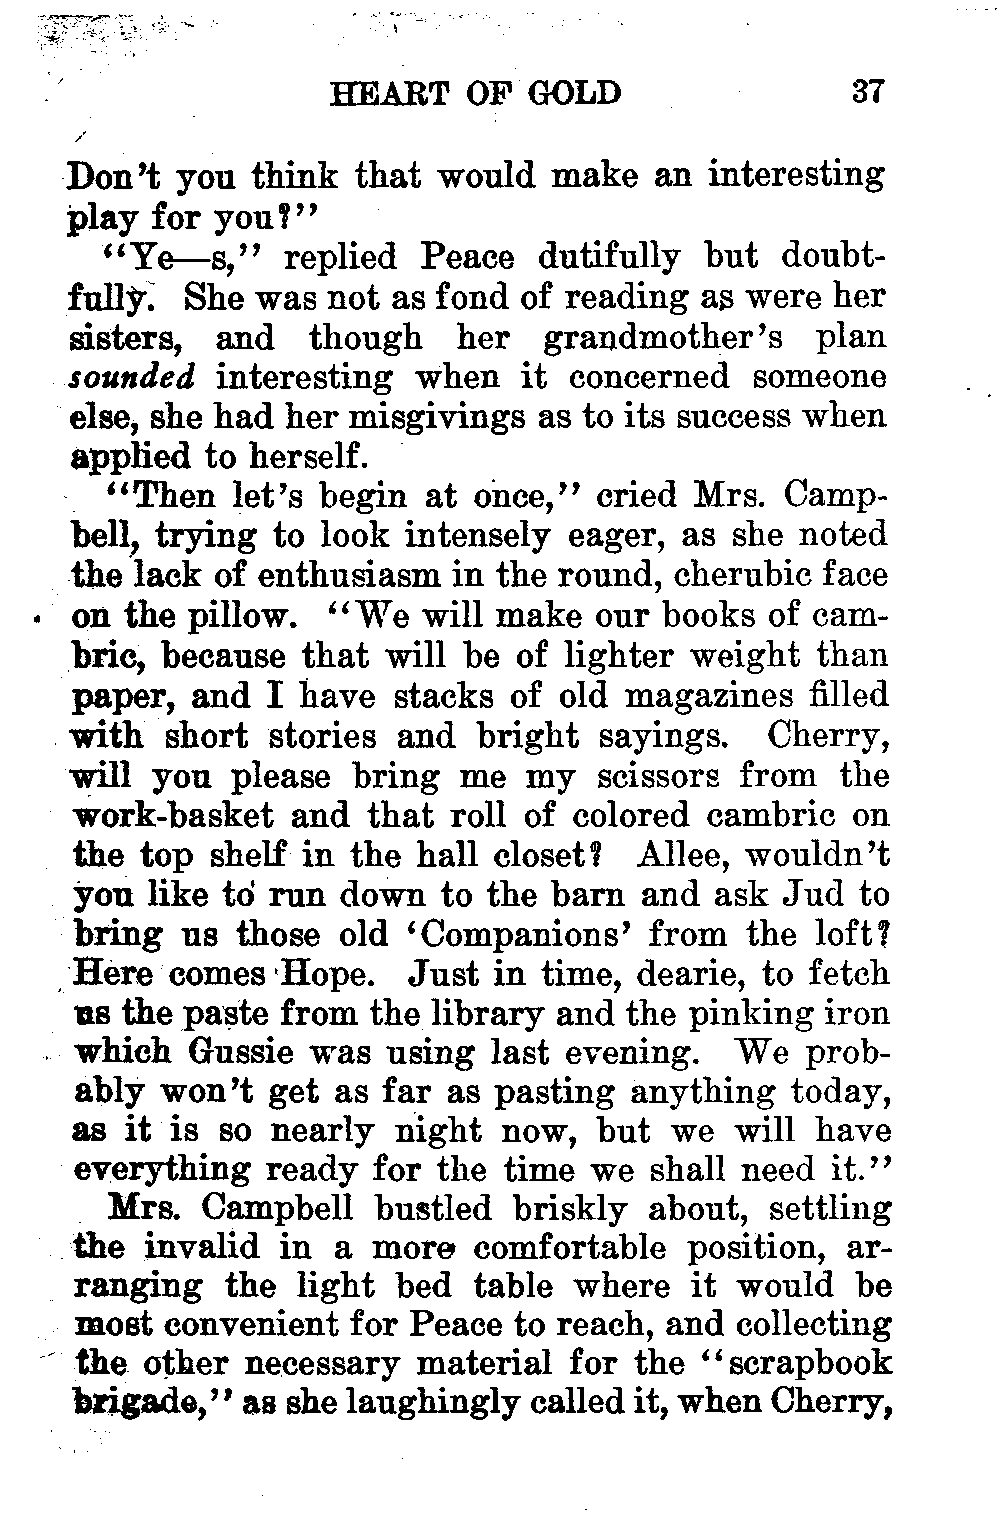 HEART OF GOLD 37
Don't you think that would make an interesting
play for you?"
"Ye—s," replied Peace dutifully but doubt-
fully. She was not as fond of reading as were her
sisters, and though her grandmother's plan
sounded interesting when it concerned someone
else, she had her misgivings as to its success when
applied to herself.
"Then let's begin at once," cried Mrs. Camp-
bell, trying to look intensely eager, as she noted
the lack of enthusiasm in the round, cherubic face
on the pillow. "We will make our books of cam-
bric, because that will be of lighter weight than
paper, and I have stacks of old magazines filled
with short stories and bright sayings. Cherry,
will you please bring me my scissors from the
work-basket and that roll of colored cambric on
the top shelf in the hall closet? Allee, wouldn't
you like to run down to the barn and ask Jud to
bring us those old 'Companions' from the loft?
Here comes Hope. Just in time, dearie, to fetch
us the paste from the library and the pinking iron
which Gussie was using last evening. We prob-
ably won't get as far as pasting anything today,
as it is so nearly night now, but we will have
everything ready for the time we shall need it."
Mrs. Campbell bustled briskly about, settling
the invalid in a more comfortable position, ar-
ranging the light bed table where it would be
most convenient for Peace to reach, and collecting
the other necessary material for the "scrapbook
brigade," as she laughingly called it, when Cherry,